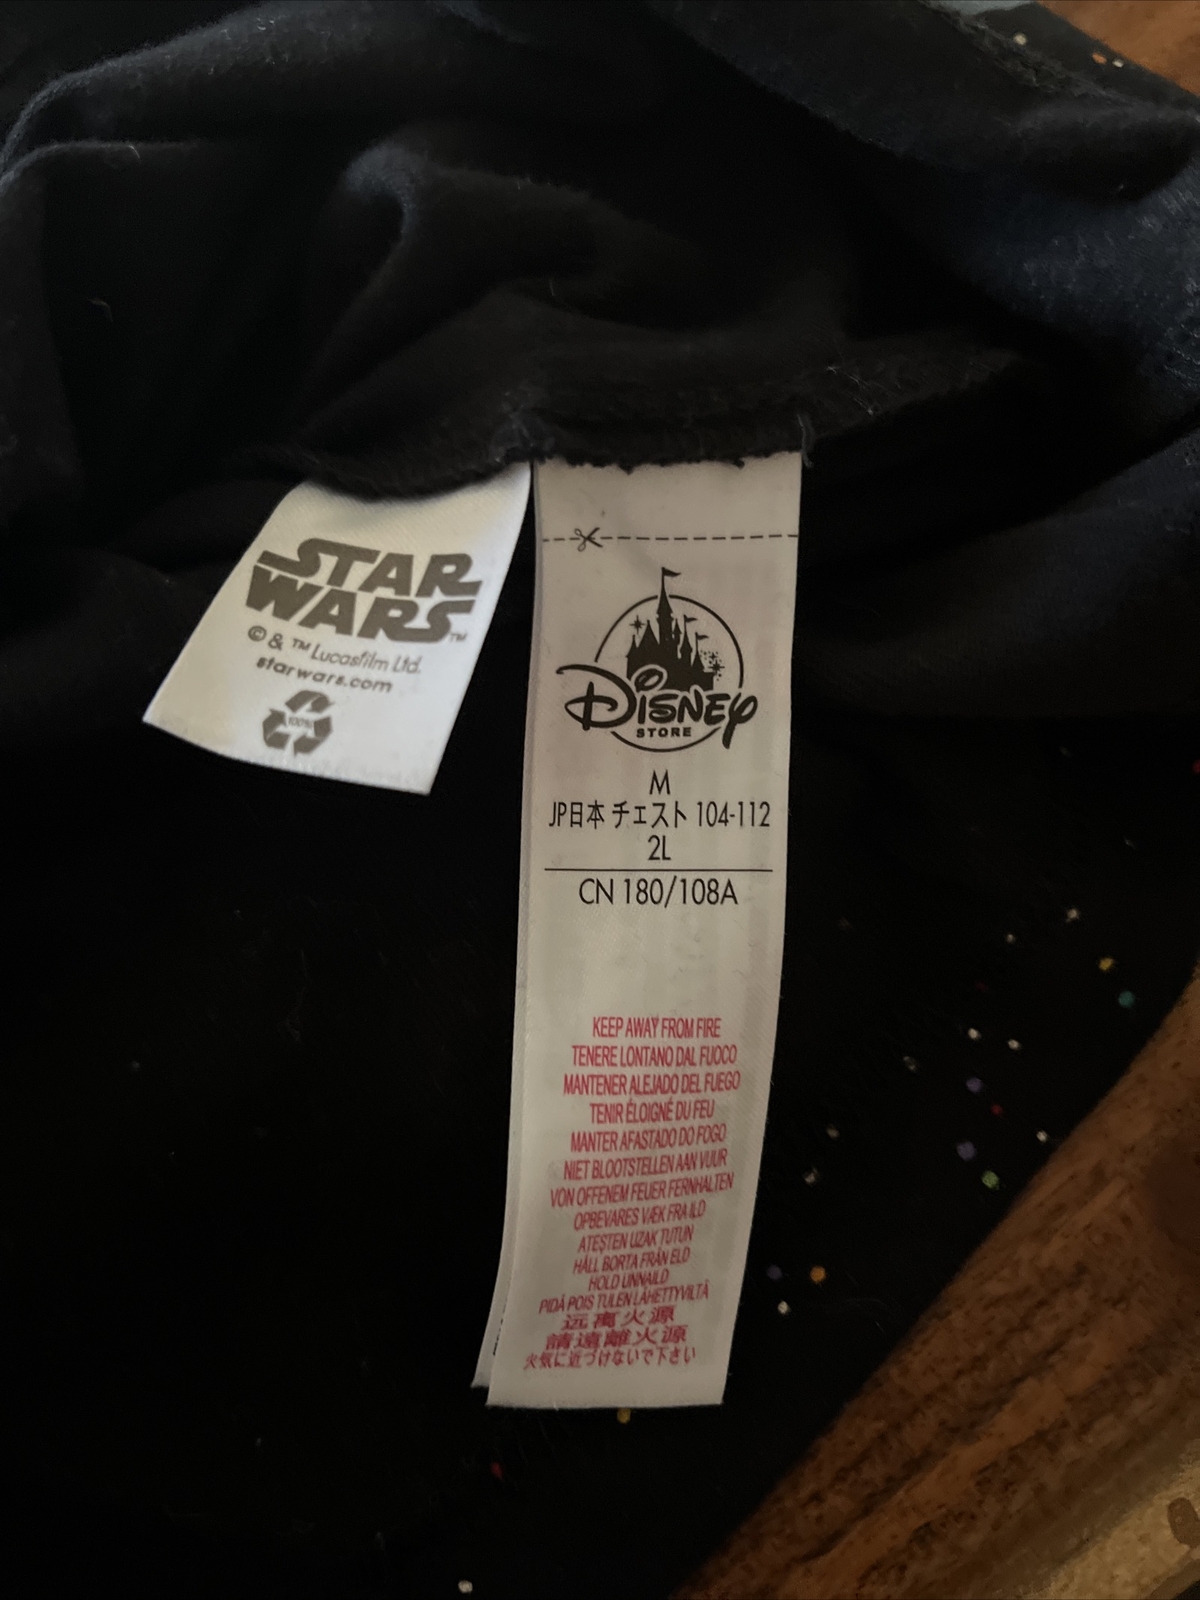 STAR
WARS™
© & ™ Lucasfilm Ltd.
starwars.com
100%
DISNEY
STORE
M
JP日本 チェスト 104-112
2L
CN 180/108A
KEEP AWAY FROM FIRE
TENERE LONTANO DAL FUOCO
MANTENER ALEJADO DEL FUEGO
TENIR ÉLOIGNÉ DU FEU
MANTER AFASTADO DO FOGO
NIET BLOOTSTELLEN AAN VUUR
VON OFFENEM FEUER FERNHALTEN
OPBEVARES VÆK FRA ILD
ATEŞTEN UZAK TUTUN
HÅLL BORTA FRÅN ELD
HOLD UNNA ILD
PIDÄ POIS TULEN LÄHETTYVILTÄ
远离火源
請遠離火源
火気に近づけないで下さい